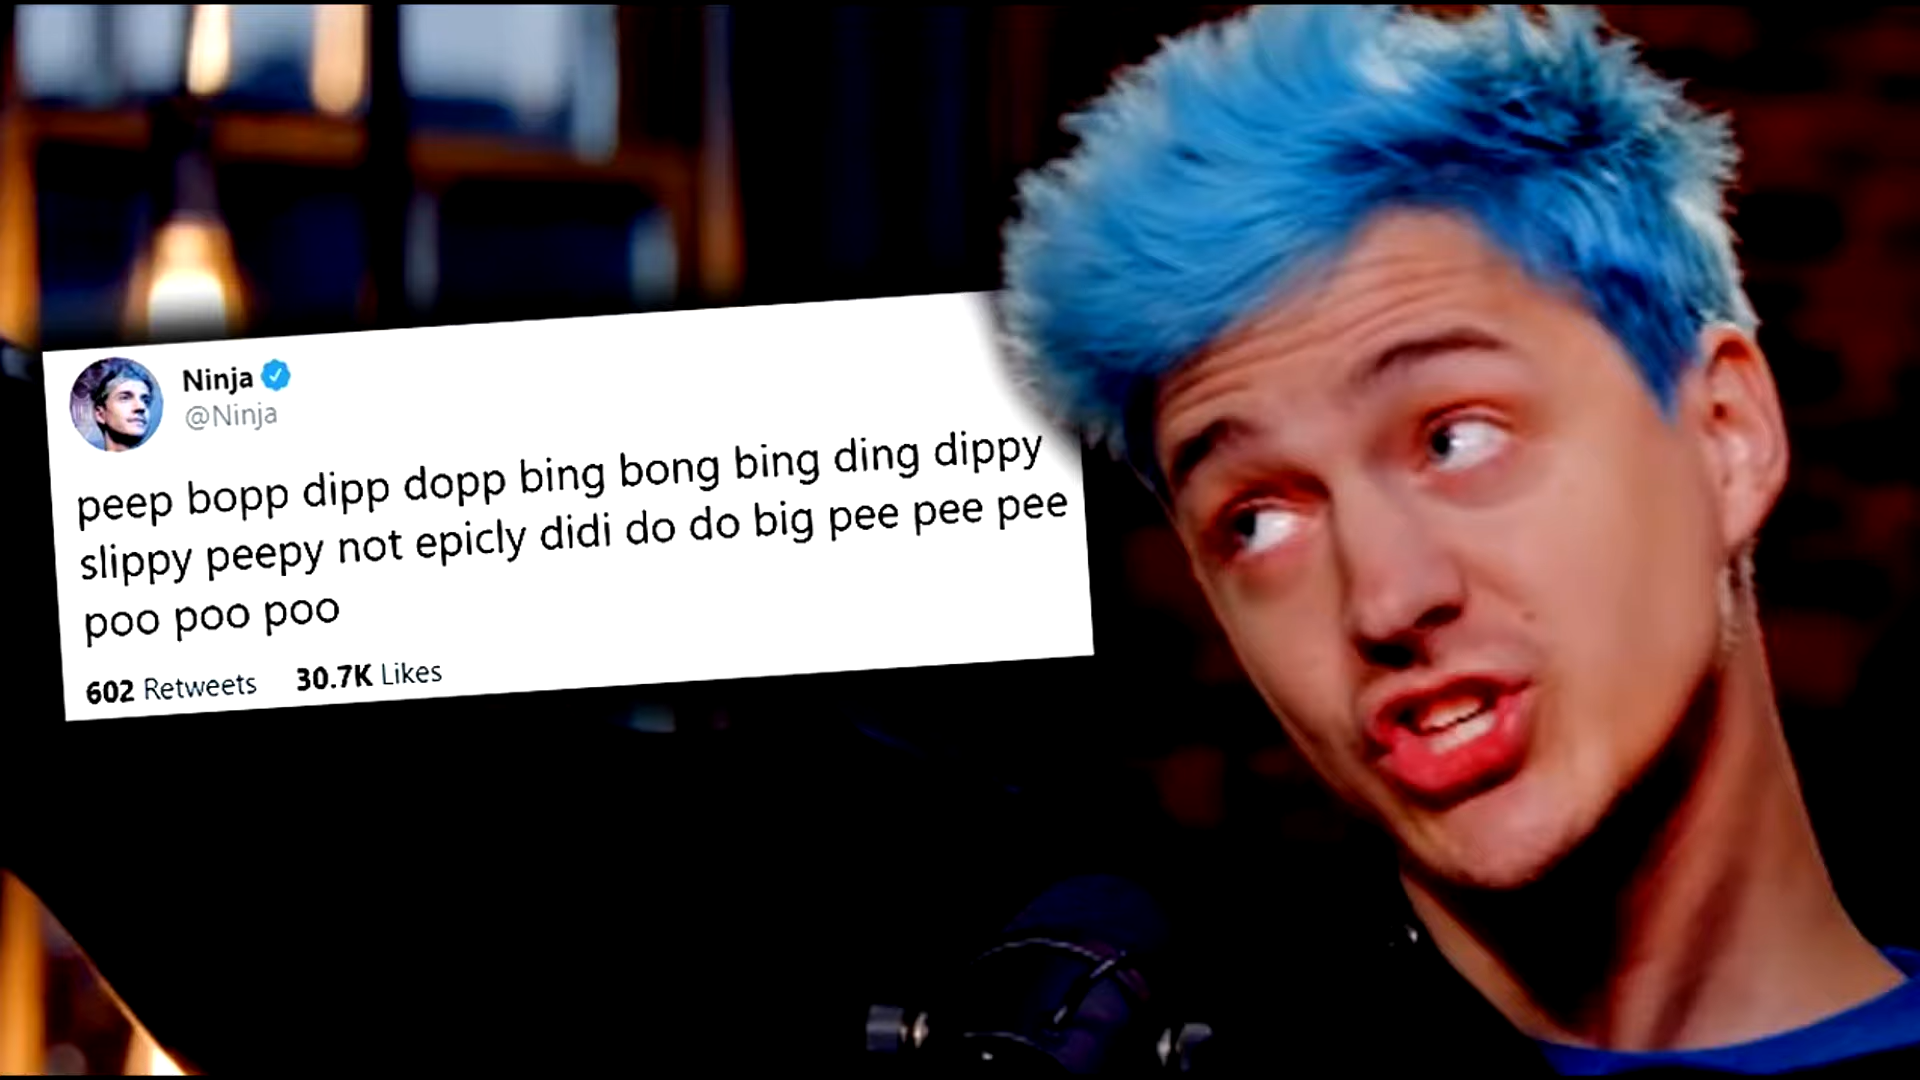 Ninja
@Ninja
peep bopp dipp dopp bing bong bing ding dippy
slippy peepy not epicly didi do do big pee pee pee
poo poo poo
602 Retweets 30.7K Likes